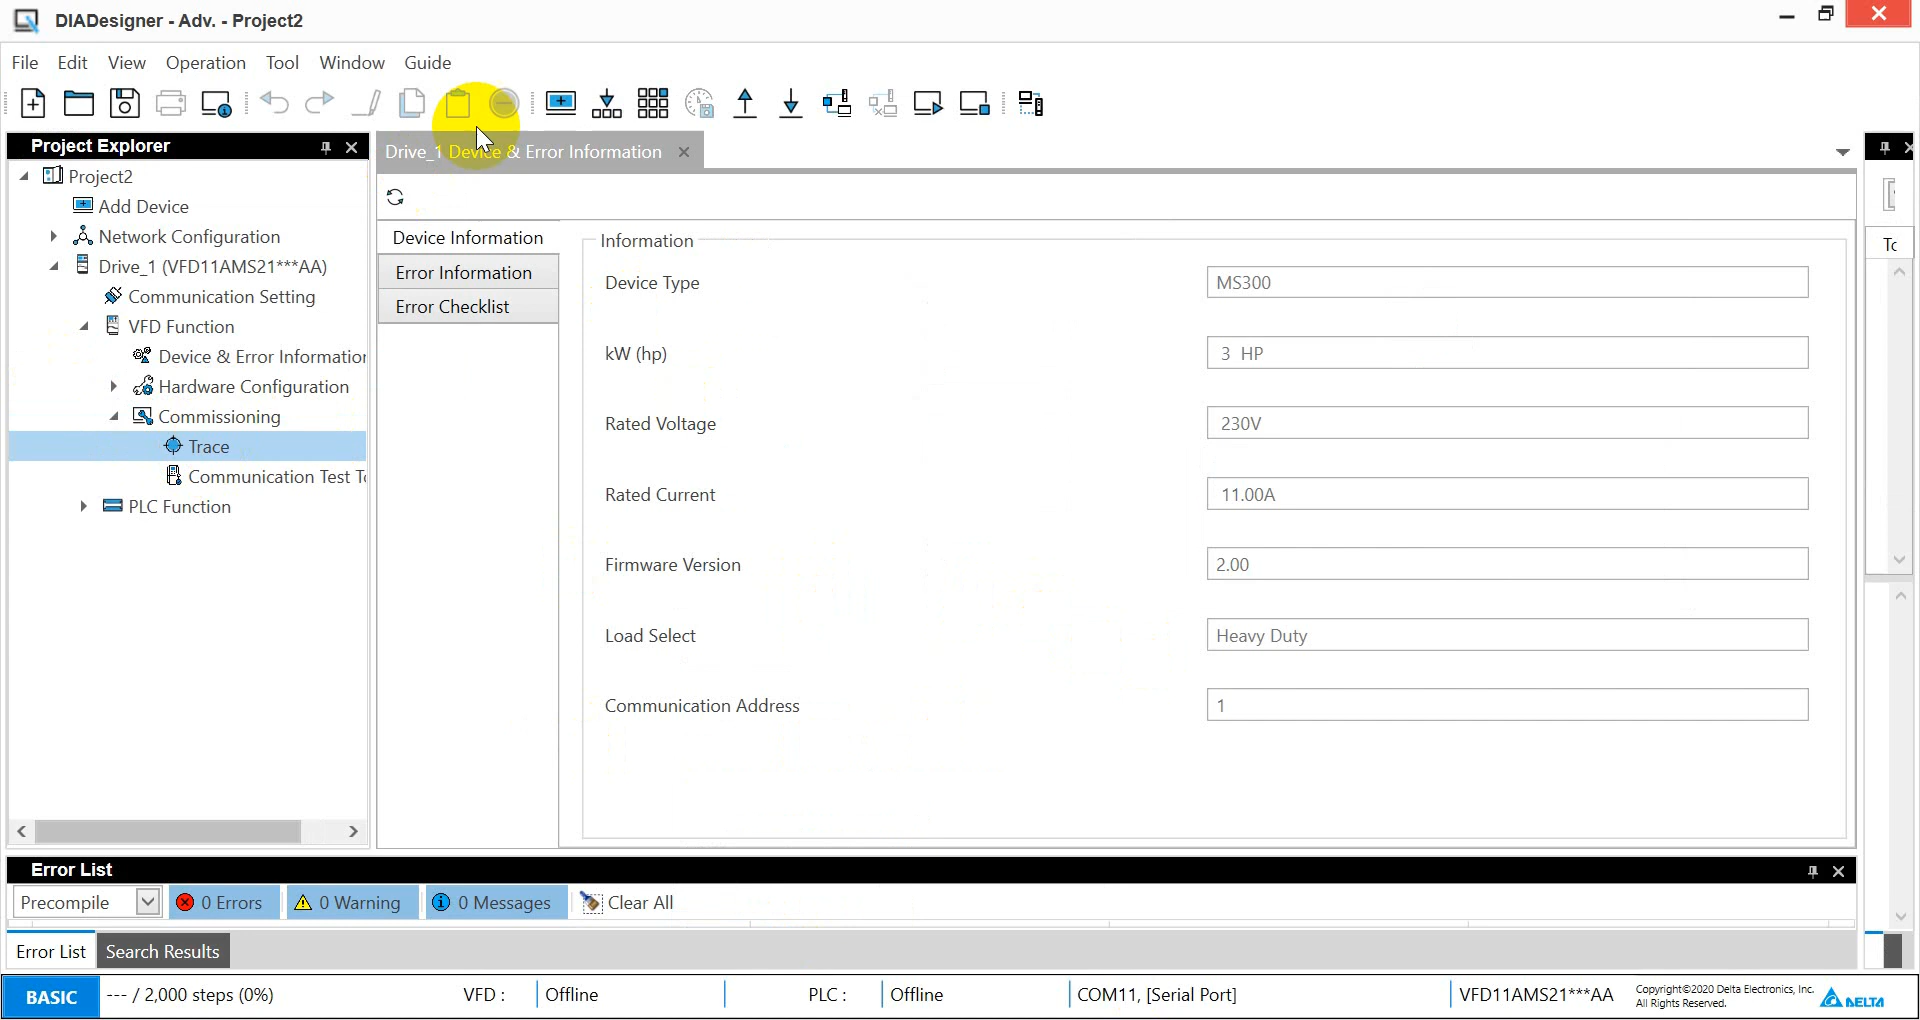 DIADesigner - Adv. - Project2
File Edit View Operation Tool Window Guide
Project Explorer
Project2
Add Device
Network Configuration
Drive_1 (VFD11AMS21***AA)
Communication Setting
VFD Function
Device & Error Information
Hardware Configuration
Commissioning
Trace
Communication Test T
PLC Function
Drive_1 Device & Error Information
Device Information
Error Information
Error Checklist
Information
Device Type MS300
kW (hp) 3 HP
Rated Voltage 230V
Rated Current 11.00A
Firmware Version 2.00
Load Select Heavy Duty
Communication Address 1
Tc
Error List
Precompile 0 Errors 0 Warning 0 Messages Clear All
Error List Search Results
BASIC --- / 2,000 steps (0%) VFD : Offline PLC : Offline COM11, [Serial Port] VFD11AMS21***AA
Copyright©2020 Delta Electronics, Inc.
All Rights Reserved.
DELTA